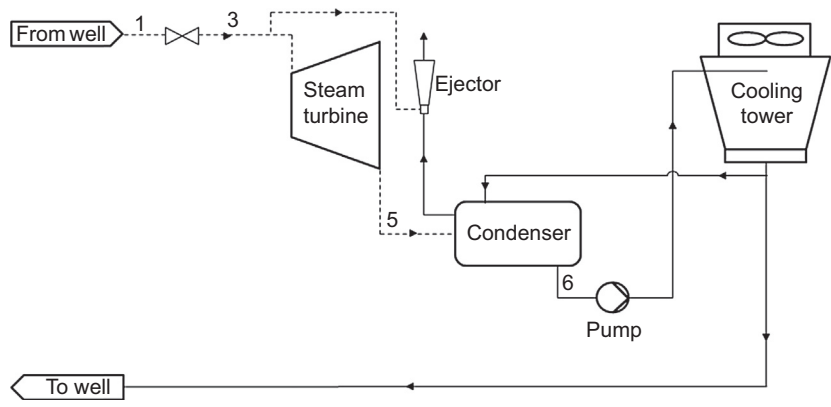 From well
1
3
Steam
turbine
Ejector
Cooling
tower
5
Condenser
6
Pump
To well